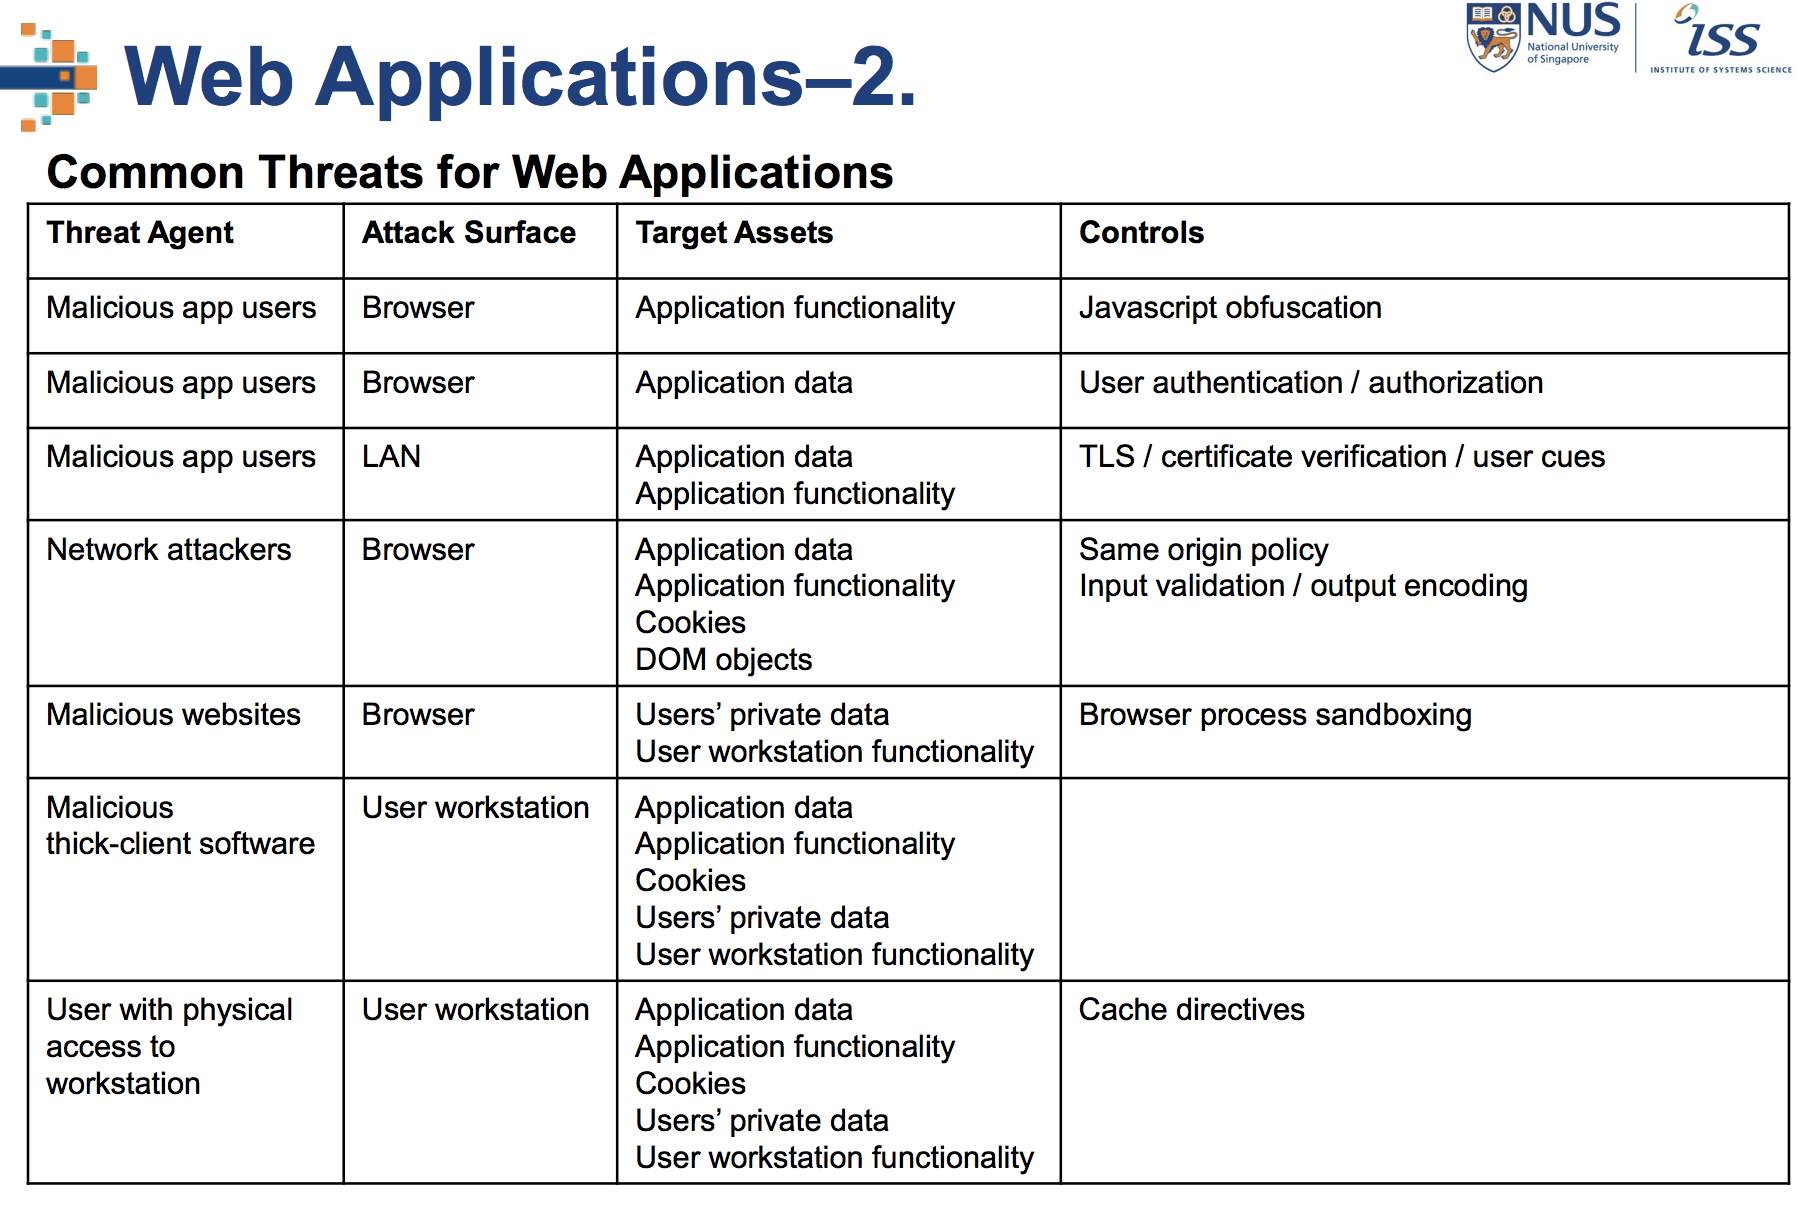 NUS
National University
of Singapore
ISS
INSTITUTE OF SYSTEMS SCIENCE
Web Applications–2.
Common Threats for Web Applications
Threat Agent Attack Surface Target Assets Controls
Malicious app users Browser Application functionality Javascript obfuscation
Malicious app users Browser Application data User authentication / authorization
Malicious app users LAN Application data TLS / certificate verification / user cues
Application functionality
Network attackers Browser Application data Same origin policy
Application functionality Input validation / output encoding
Cookies
DOM objects
Malicious websites Browser Users’ private data Browser process sandboxing
User workstation functionality
Malicious User workstation Application data
thick-client software Application functionality
Cookies
Users’ private data
User workstation functionality
User with physical User workstation Application data Cache directives
access to Application functionality
workstation Cookies
Users’ private data
User workstation functionality